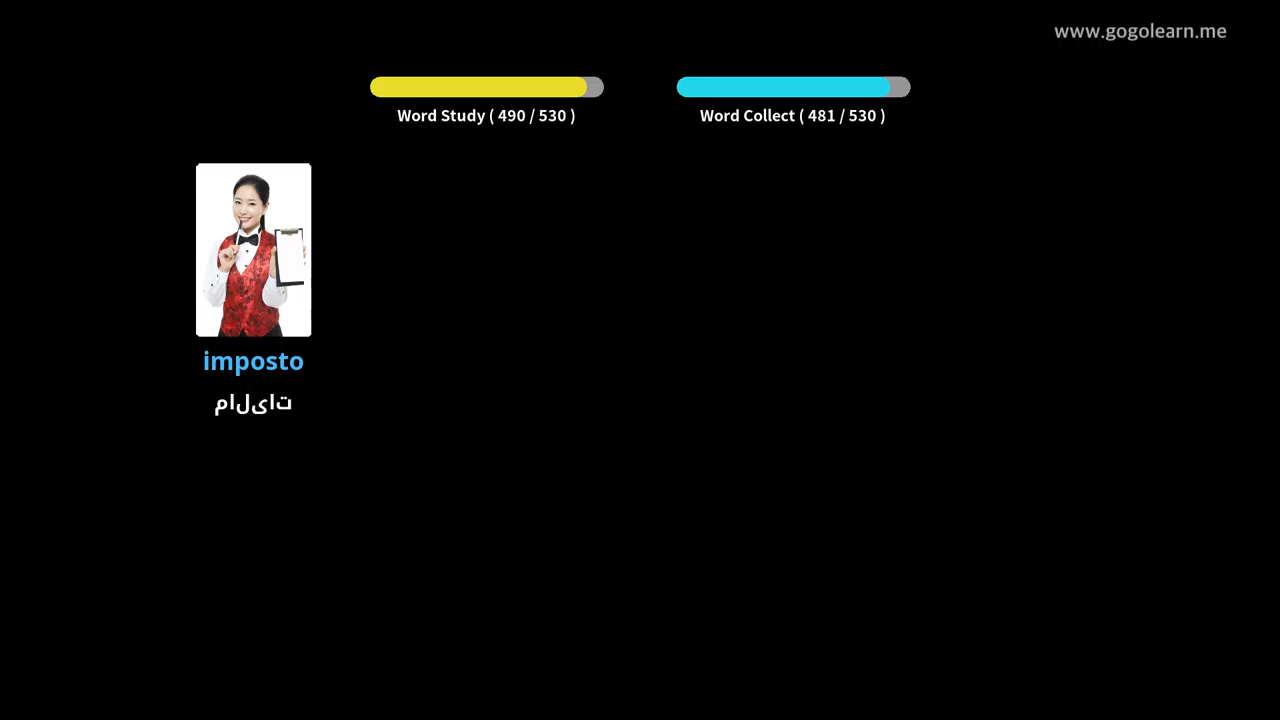 www.gogolearn.me
Word Study ( 490 / 530 )
Word Collect ( 481 / 530 )
imposto
مالیات